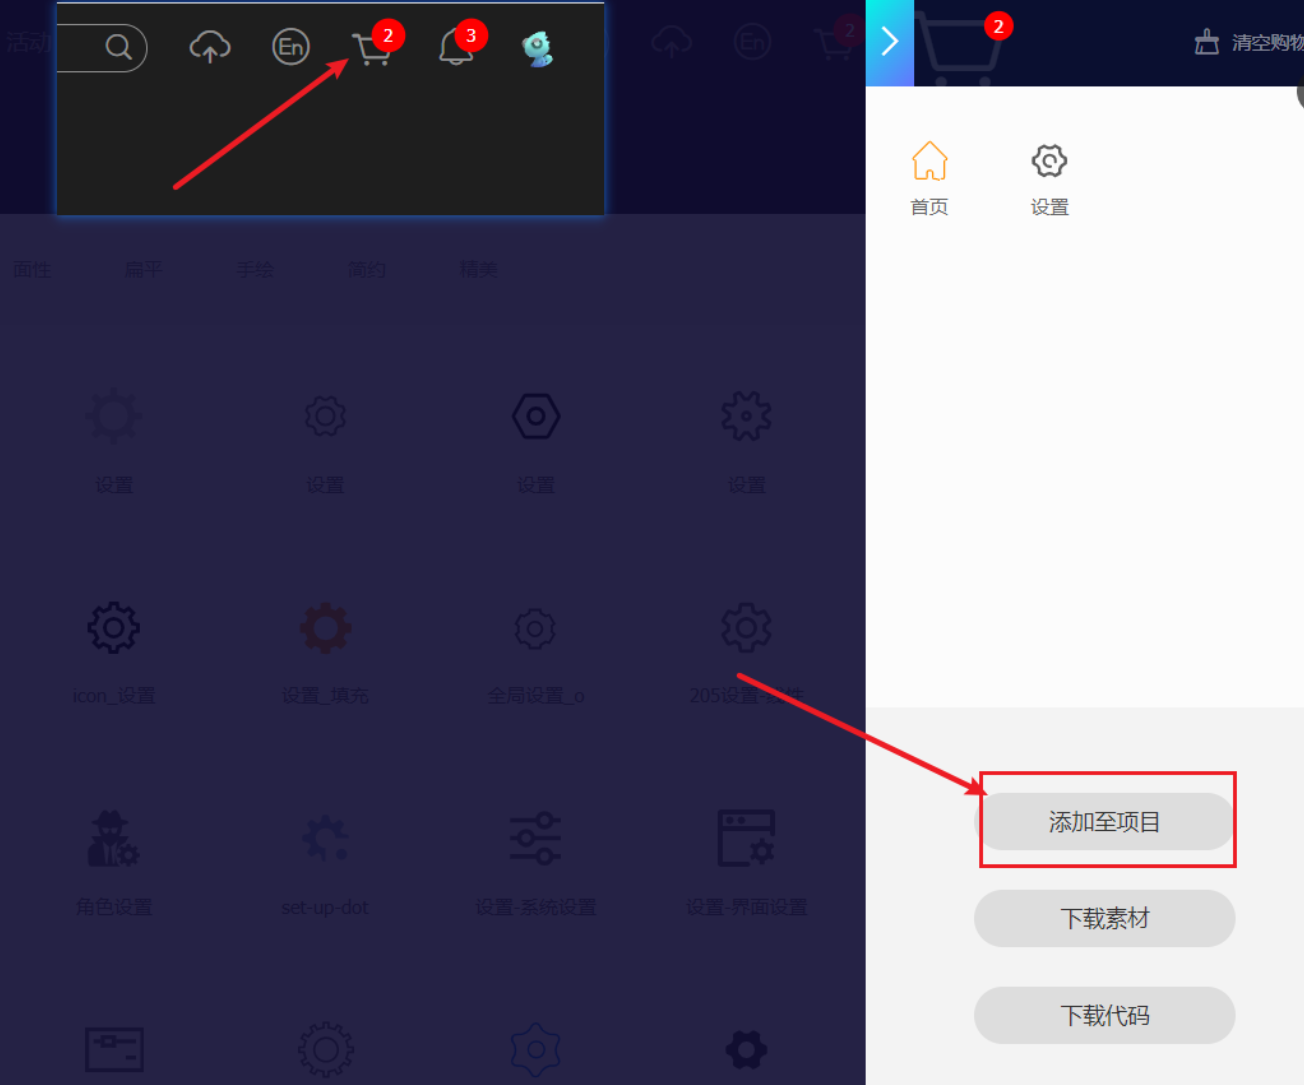 活动
En
2
3
En
2
2
清空购物
面性
扁平
手绘
简约
精美
首页
设置
设置
设置
设置
设置
icon_设置
设置_填充
全局设置_o
205设置-线性
角色设置
set-up-dot
设置-系统设置
设置-界面设置
添加至项目
下载素材
下载代码